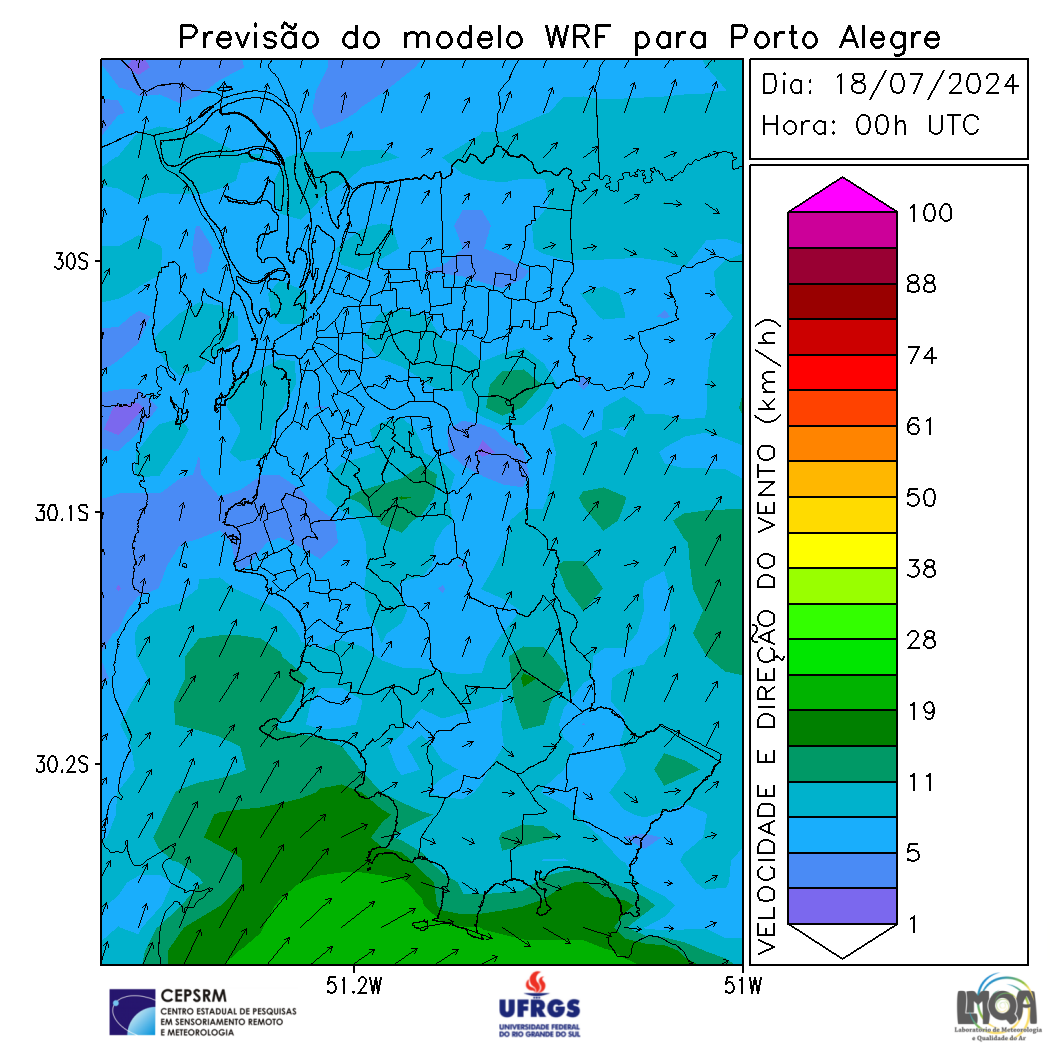 Previsão do modelo WRF para Porto Alegre
Dia: 18/07/2024
Hora: 00h UTC
30S
30.1S
30.2S
51.2W
51W
VELOCIDADE E DIREÇÃO DO VENTO (km/h)
100
88
74
61
50
38
28
19
11
5
1
CEPSRM
CENTRO ESTADUAL DE PESQUISAS
EM SENSORIAMENTO REMOTO
E METEOROLOGIA
UFRGS
UNIVERSIDADE FEDERAL
DO RIO GRANDE DO SUL
LMQA
Laboratório de Meteorologia
e Qualidade do Ar